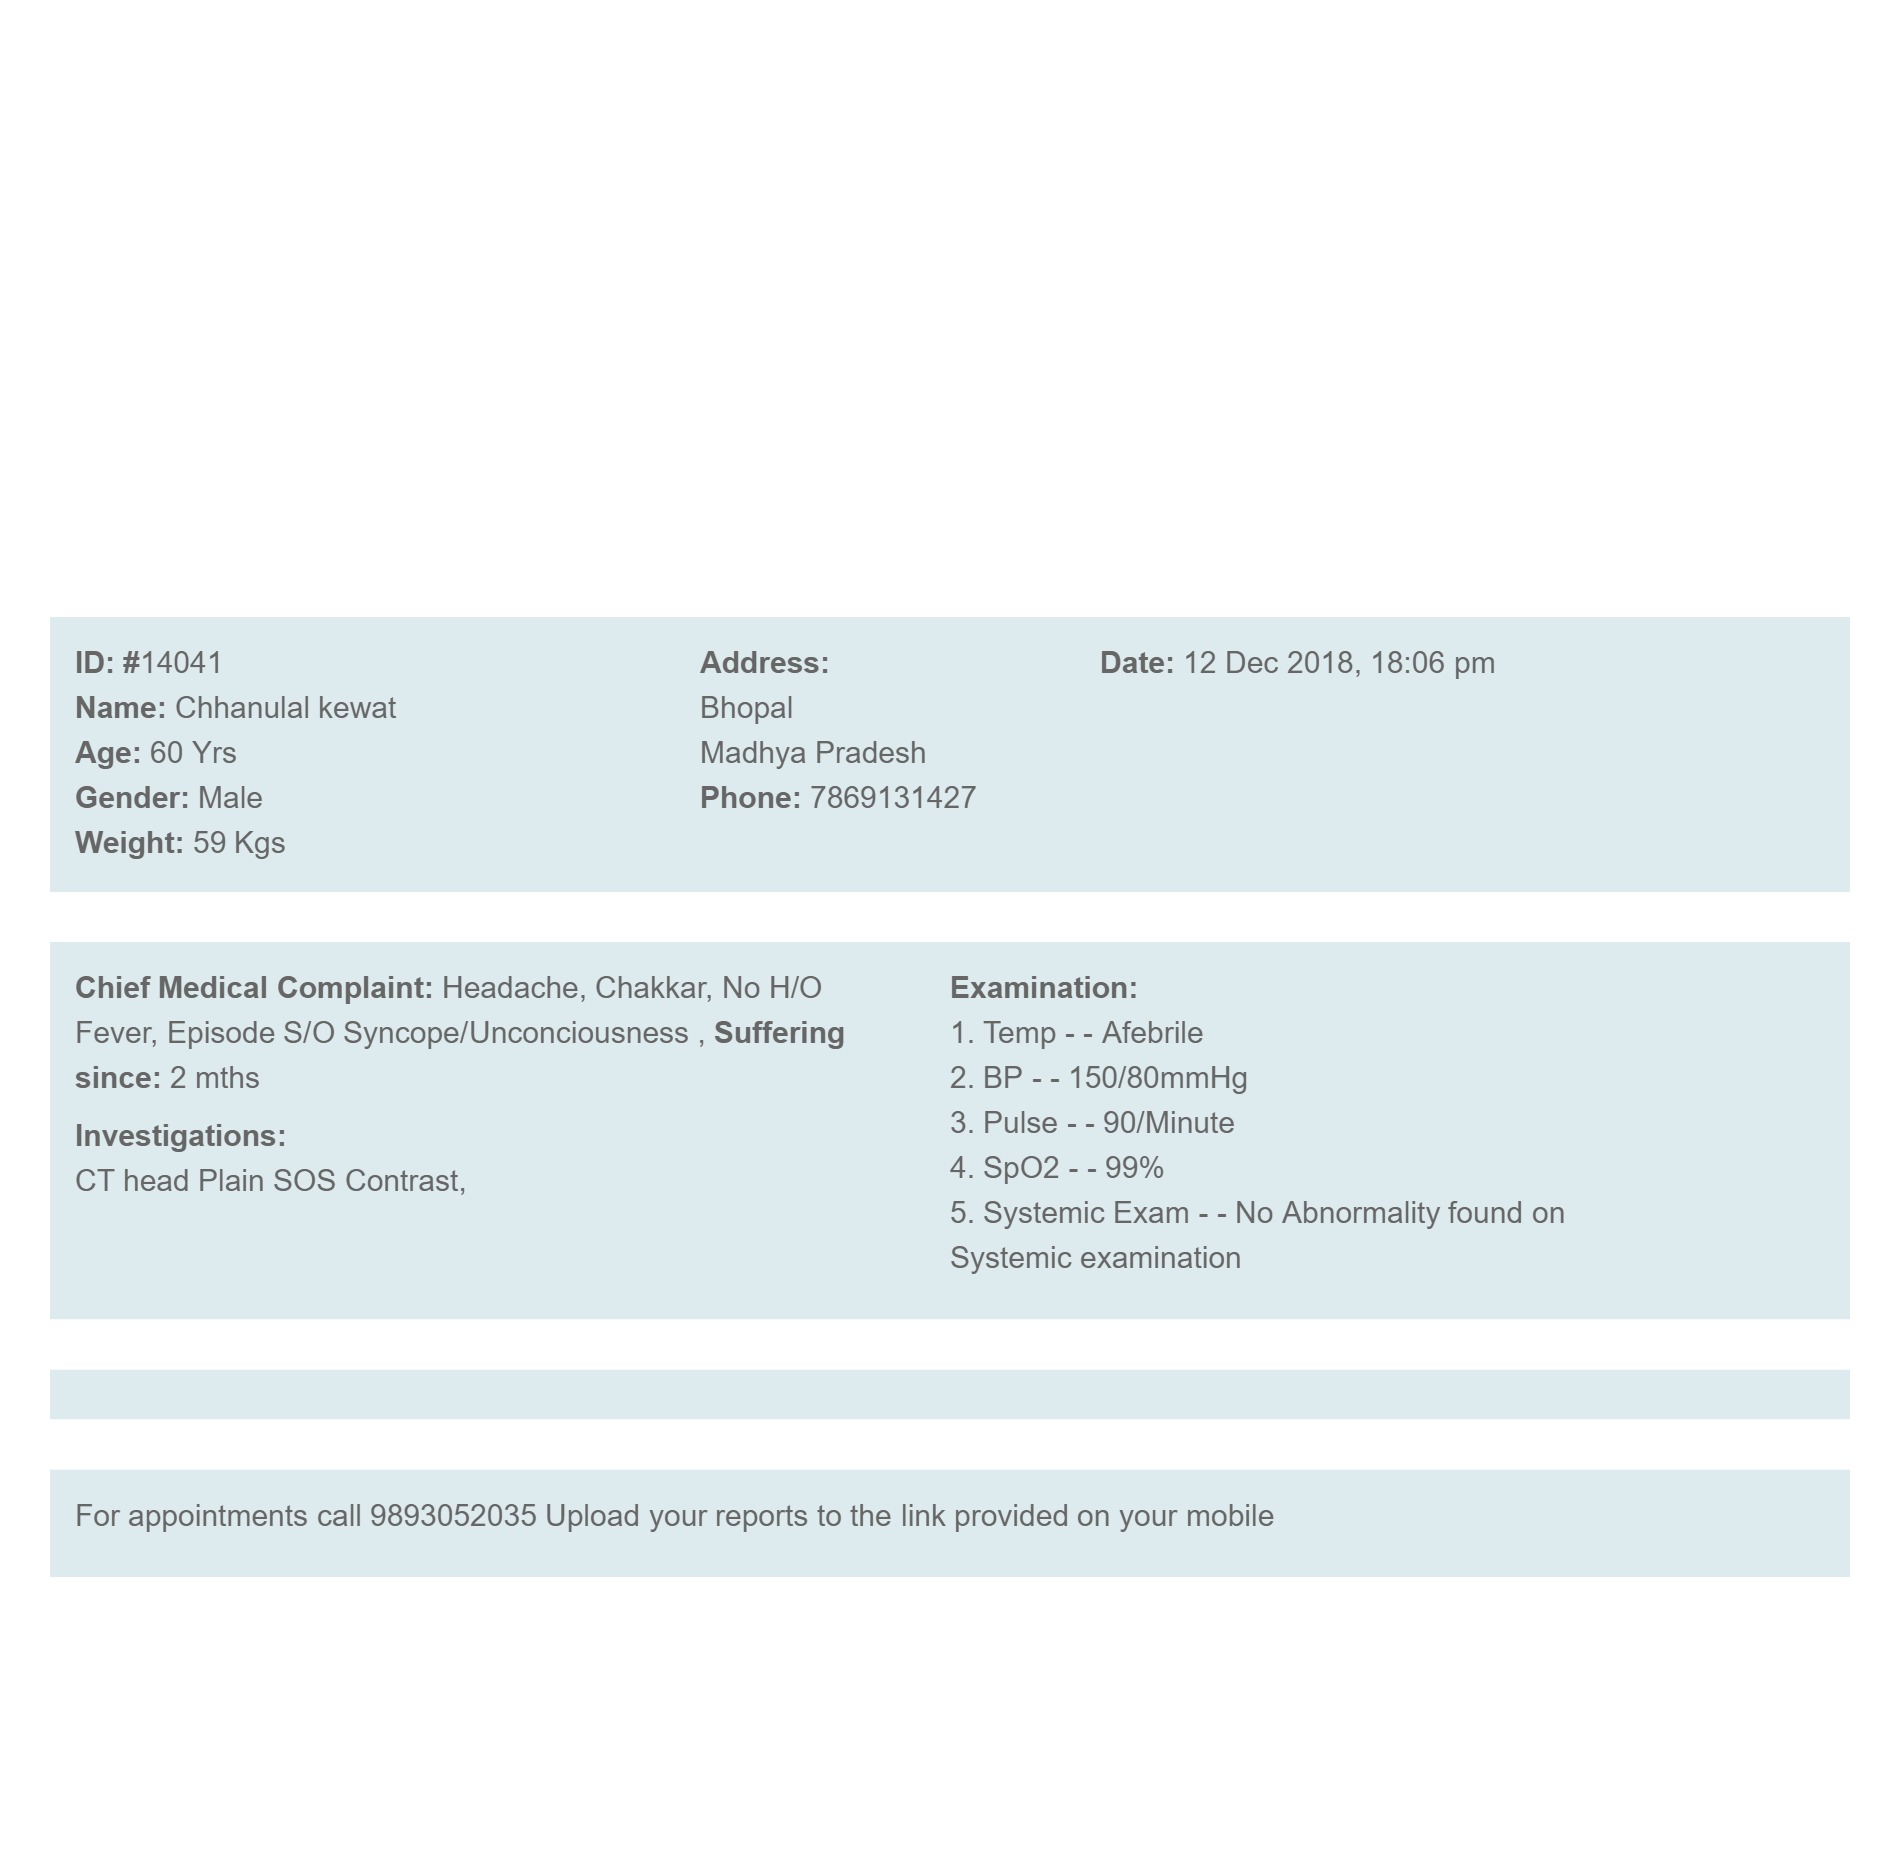 ID: #14041
Name: Chhanulal kewat
Age: 60 Yrs
Gender: Male
Weight: 59 Kgs
Address:
Bhopal
Madhya Pradesh
Phone: 7869131427
Date: 12 Dec 2018, 18:06 pm
Chief Medical Complaint: Headache, Chakkar, No H/O
Fever, Episode S/O Syncope/Unconciousness , Suffering
since: 2 mths
Investigations:
CT head Plain SOS Contrast,
Examination:
1. Temp - - Afebrile
2. BP - - 150/80mmHg
3. Pulse - - 90/Minute
4. SpO2 - - 99%
5. Systemic Exam - - No Abnormality found on
Systemic examination
For appointments call 9893052035 Upload your reports to the link provided on your mobile